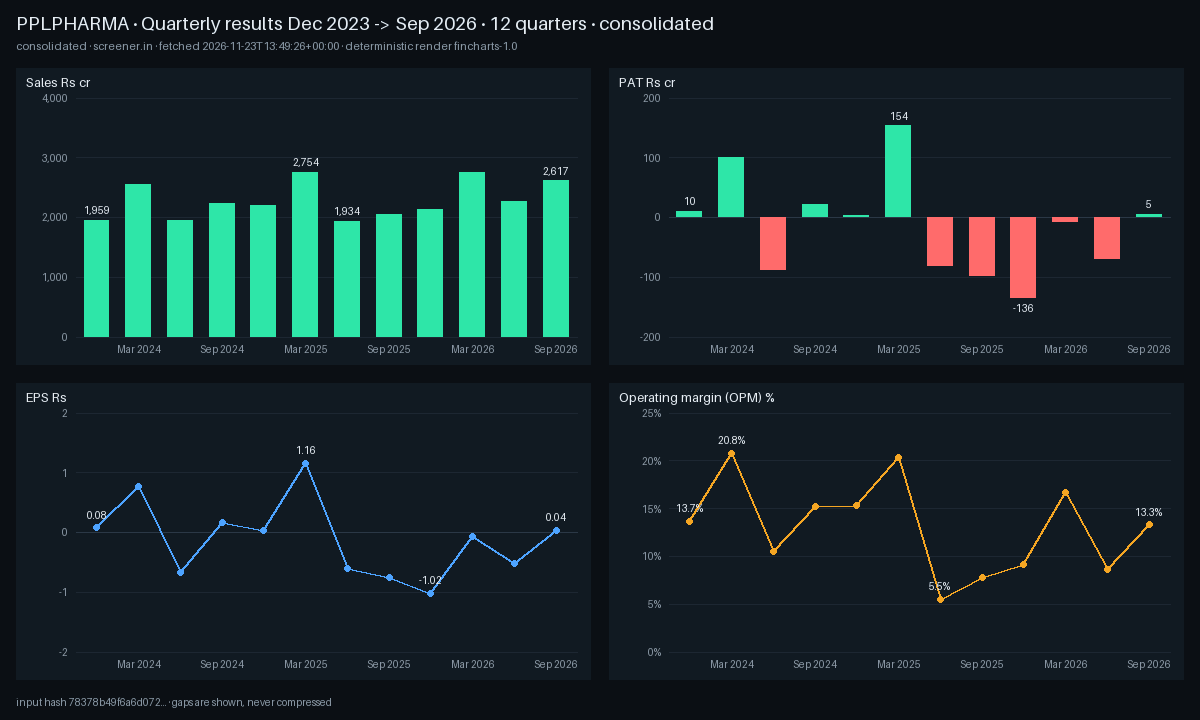 PPLPHARMA · Quarterly results Dec 2023 -> Sep 2026 · 12 quarters · consolidated
consolidated · screener.in · fetched 2026-11-23T13:49:26+00:00 · deterministic render fincharts-1.0
Sales Rs cr
4,000
3,000
2,000
1,000
0
1,959
2,754
1,934
2,617
Mar 2024
Sep 2024
Mar 2025
Sep 2025
Mar 2026
Sep 2026
PAT Rs cr
200
100
0
-100
-200
10
154
-136
5
Mar 2024
Sep 2024
Mar 2025
Sep 2025
Mar 2026
Sep 2026
EPS Rs
2
1
0
-1
-2
0.08
1.16
-1.02
0.04
Mar 2024
Sep 2024
Mar 2025
Sep 2025
Mar 2026
Sep 2026
Operating margin (OPM) %
25%
20%
15%
10%
5%
0%
13.7%
20.8%
5.5%
13.3%
Mar 2024
Sep 2024
Mar 2025
Sep 2025
Mar 2026
Sep 2026
input hash 78378b49f6a6d072… · gaps are shown, never compressed